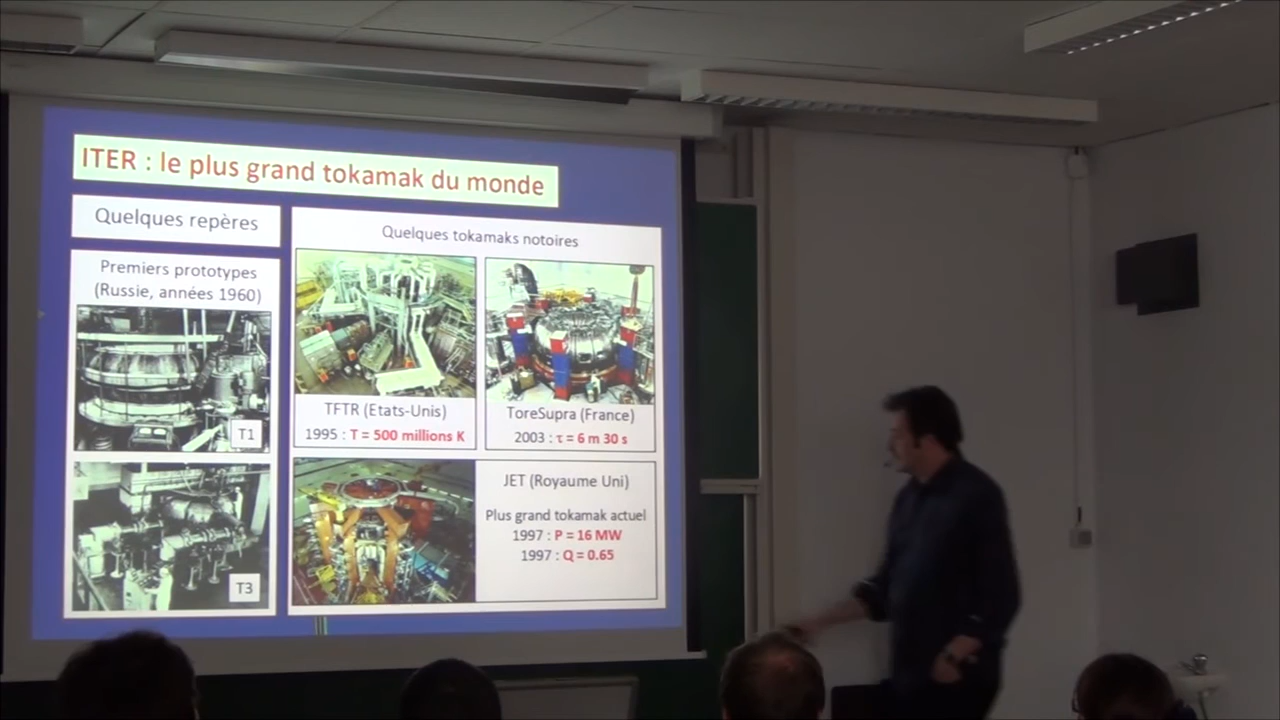 ITER : le plus grand tokamak du monde
Quelques repères
Premiers prototypes
(Russie, années 1960)
T1
T3
Quelques tokamaks notoires
TFTR (Etats-Unis)
1995 : T = 500 millions K
ToreSupra (France)
2003 : τ = 6 m 30 s
JET (Royaume Uni)
Plus grand tokamak actuel
1997 : P = 16 MW
1997 : Q = 0.65